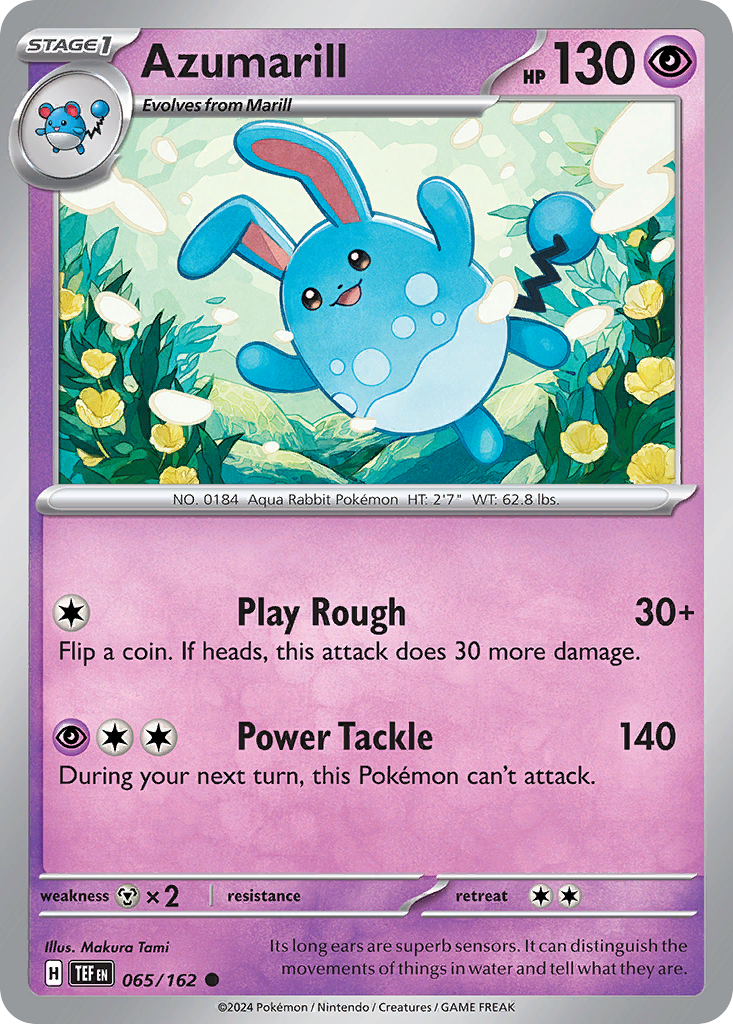 STAGE 1
Azumarill
HP 130
Evolves from Marill
NO. 0184 Aqua Rabbit Pokémon HT: 2'7" WT: 62.8 lbs.
Play Rough 30+
Flip a coin. If heads, this attack does 30 more damage.
Power Tackle 140
During your next turn, this Pokémon can't attack.
weakness ×2 resistance retreat
Illus. Makura Tami
Its long ears are superb sensors. It can distinguish the
movements of things in water and tell what they are.
H TEF EN 065/162
©2024 Pokémon / Nintendo / Creatures / GAME FREAK